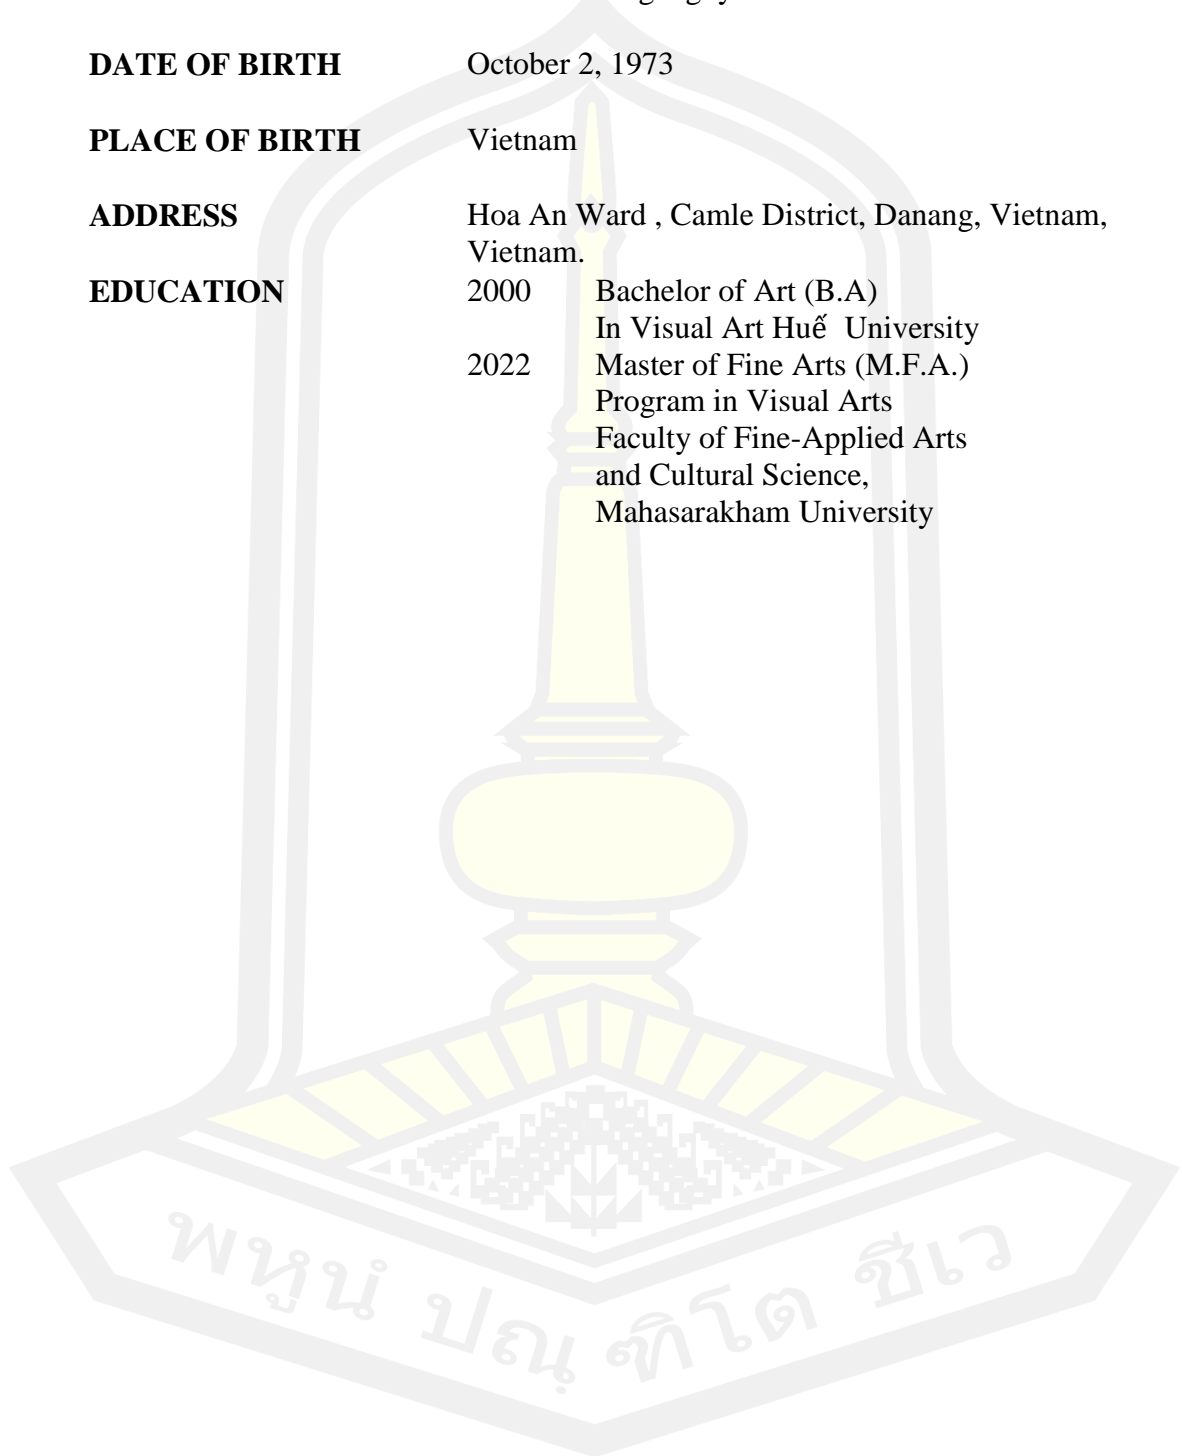 DATE OF BIRTH October 2, 1973
PLACE OF BIRTH Vietnam
ADDRESS Hoa An Ward , Camle District, Danang, Vietnam,
Vietnam.
EDUCATION 2000 Bachelor of Art (B.A)
In Visual Art Huế University
2022 Master of Fine Arts (M.F.A.)
Program in Visual Arts
Faculty of Fine-Applied Arts
and Cultural Science,
Mahasarakham University
พหูนํ ปณฺฑิโต ชีเว